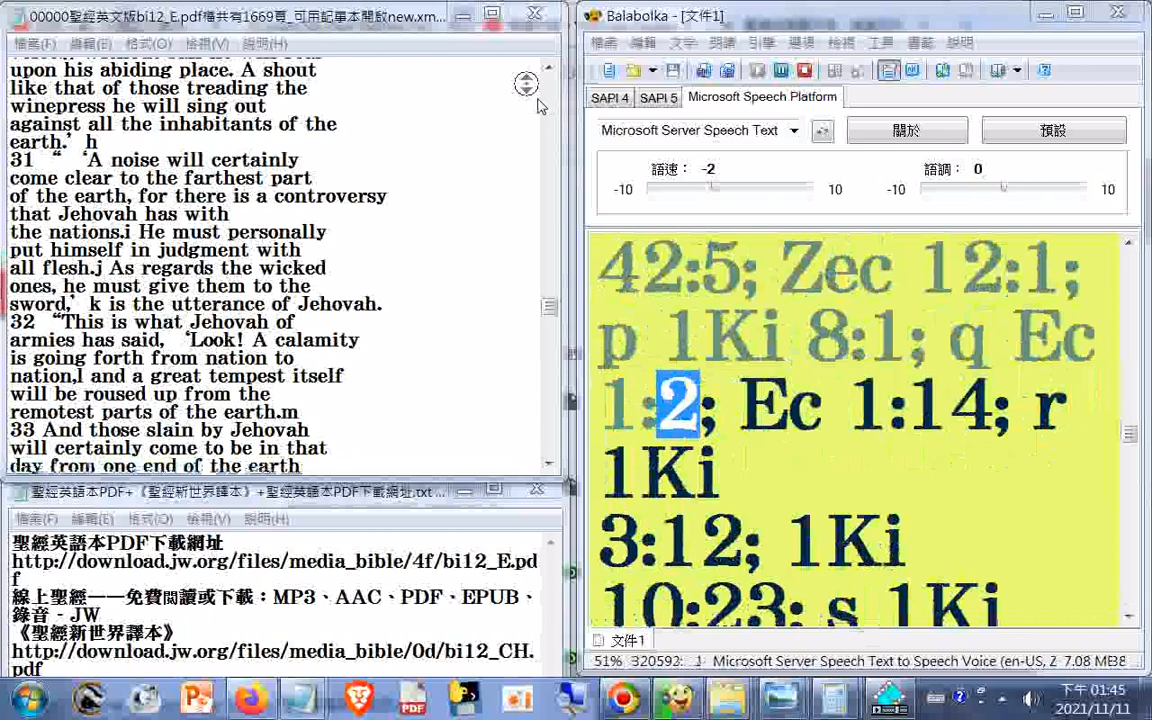 00000聖經英文版bi12_E.pdf檔共有1669頁_可用記事本開啟new.xm...
檔案(F) 編輯(E) 格式(O) 檢視(V) 說明(H)
upon his abiding place. A shout
like that of those treading the
winepress he will sing out
against all the inhabitants of the
earth.’ h
31 “ ‘A noise will certainly
come clear to the farthest part
of the earth, for there is a controversy
that Jehovah has with
the nations.i He must personally
put himself in judgment with
all flesh.j As regards the wicked
ones, he must give them to the
sword,’ k is the utterance of Jehovah.
32 “This is what Jehovah of
armies has said, ‘Look! A calamity
is going forth from nation to
nation,l and a great tempest itself
will be roused up from the
remotest parts of the earth.m
33 And those slain by Jehovah
will certainly come to be in that
day from one end of the earth
聖經英語本PDF+《聖經新世界譯本》+聖經英語本PDF下載網址.txt ...
檔案(F) 編輯(E) 格式(O) 檢視(V) 說明(H)
聖經英語本PDF下載網址
http://download.jw.org/files/media_bible/4f/bi12_E.pd
f
線上聖經——免費閱讀或下載：MP3、AAC、PDF、EPUB、
錄音 - JW
《聖經新世界譯本》
http://download.jw.org/files/media_bible/0d/bi12_CH.
pdf
Balabolka - [文件1]
檔案 編輯 文字 朗讀 引擎 選項 檢視 工具 書籤 說明
SAPI 4 SAPI 5 Microsoft Speech Platform
Microsoft Server Speech Text 關於 預設
語速： -2 語調： 0
-10 10 -10 10
42:5; Zec 12:1;
p 1Ki 8:1; q Ec
1:2; Ec 1:14; r
1Ki
3:12; 1Ki
10:23; s 1Ki
文件1
51% Microsoft Server Speech Text to Speech Voice (en-US, Z 7.08 MB
PDF
下午 01:45
2021/11/11